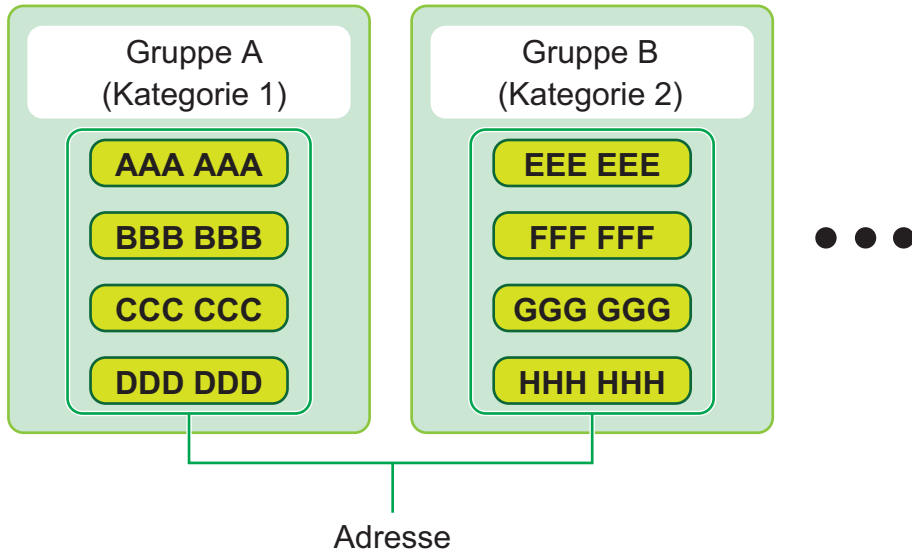 Gruppe A
(Kategorie 1)
AAA AAA
BBB BBB
CCC CCC
DDD DDD
Gruppe B
(Kategorie 2)
EEE EEE
FFF FFF
GGG GGG
HHH HHH
Adresse